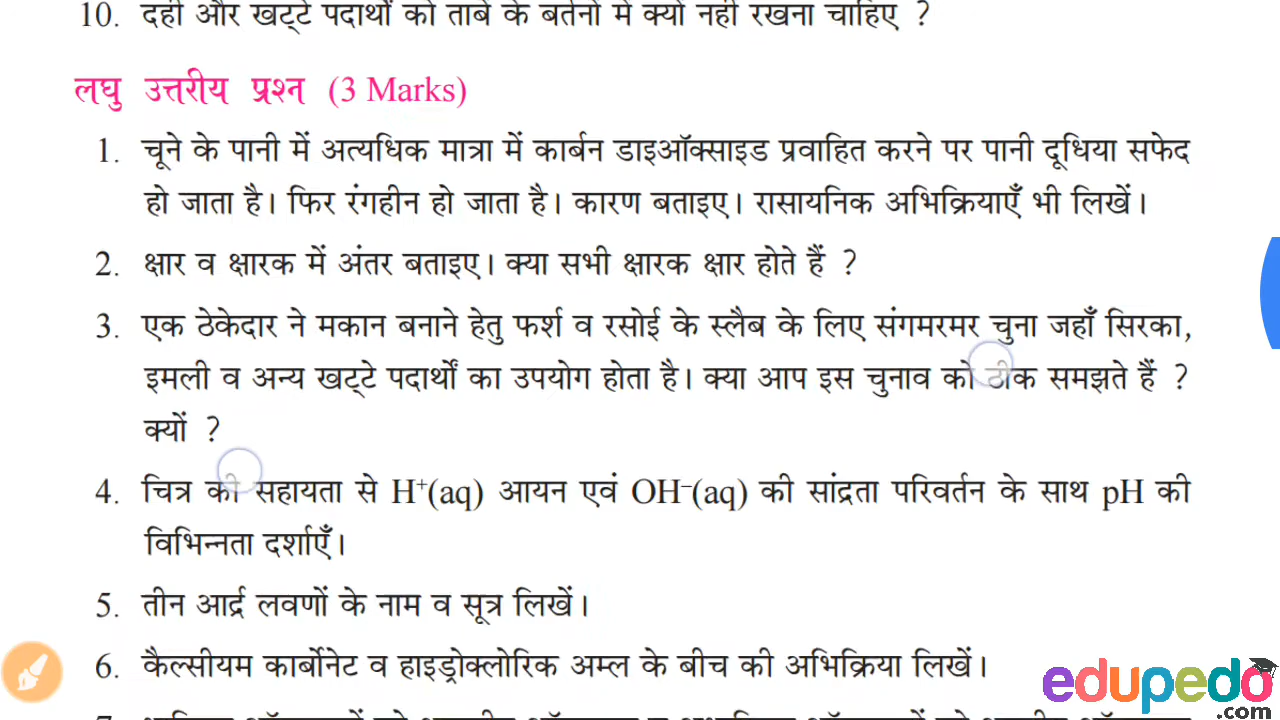 10. दही और खट्टे पदार्थों को ताँबे के बर्तनों में क्यों नहीं रखना चाहिए ?
लघु उत्तरीय प्रश्न (3 Marks)
1. चूने के पानी में अत्यधिक मात्रा में कार्बन डाइऑक्साइड प्रवाहित करने पर पानी दूधिया सफेद
हो जाता है। फिर रंगहीन हो जाता है। कारण बताइए। रासायनिक अभिक्रियाएँ भी लिखें।
2. क्षार व क्षारक में अंतर बताइए। क्या सभी क्षारक क्षार होते हैं ?
3. एक ठेकेदार ने मकान बनाने हेतु फर्श व रसोई के स्लैब के लिए संगमरमर चुना जहाँ सिरका,
इमली व अन्य खट्टे पदार्थों का उपयोग होता है। क्या आप इस चुनाव को ठीक समझते हैं ?
क्यों ?
4. चित्र की सहायता से H⁺(aq) आयन एवं OH⁻(aq) की सांद्रता परिवर्तन के साथ pH की
विभिन्नता दर्शाएँ।
5. तीन आर्द्र लवणों के नाम व सूत्र लिखें।
6. कैल्सीयम कार्बोनेट व हाइड्रोक्लोरिक अम्ल के बीच की अभिक्रिया लिखें।
edupedo
.com